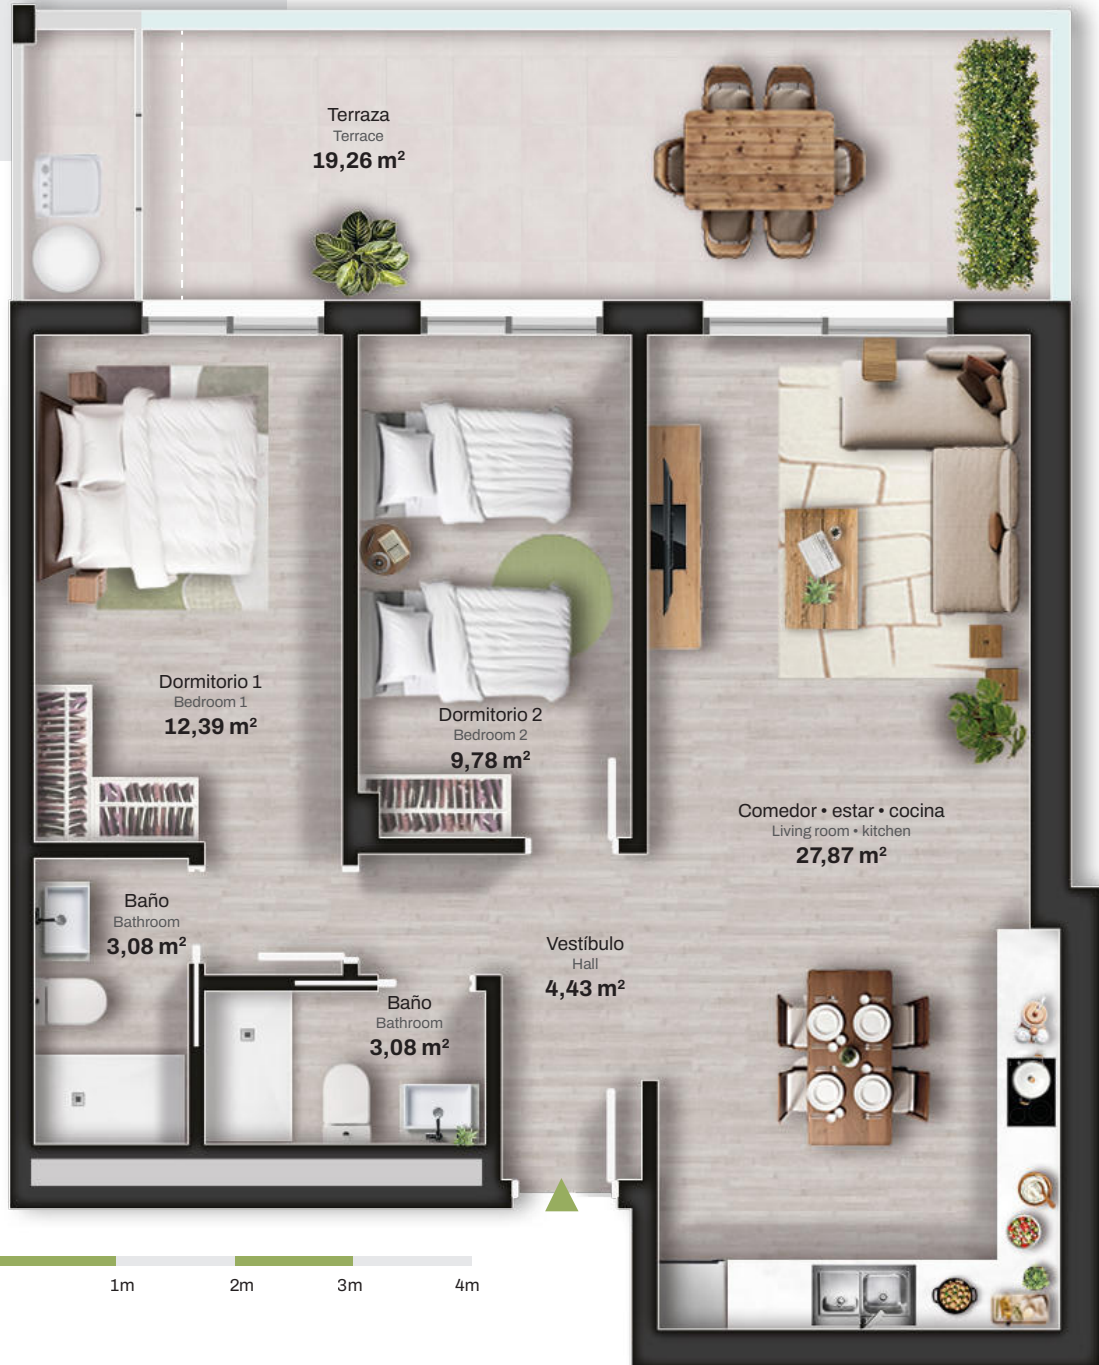 Terraza
Terrace
19,26 m²
Dormitorio 1
Bedroom 1
12,39 m²
Dormitorio 2
Bedroom 2
9,78 m²
Comedor • estar • cocina
Living room • kitchen
27,87 m²
Baño
Bathroom
3,08 m²
Vestíbulo
Hall
4,43 m²
Baño
Bathroom
3,08 m²
1m 2m 3m 4m